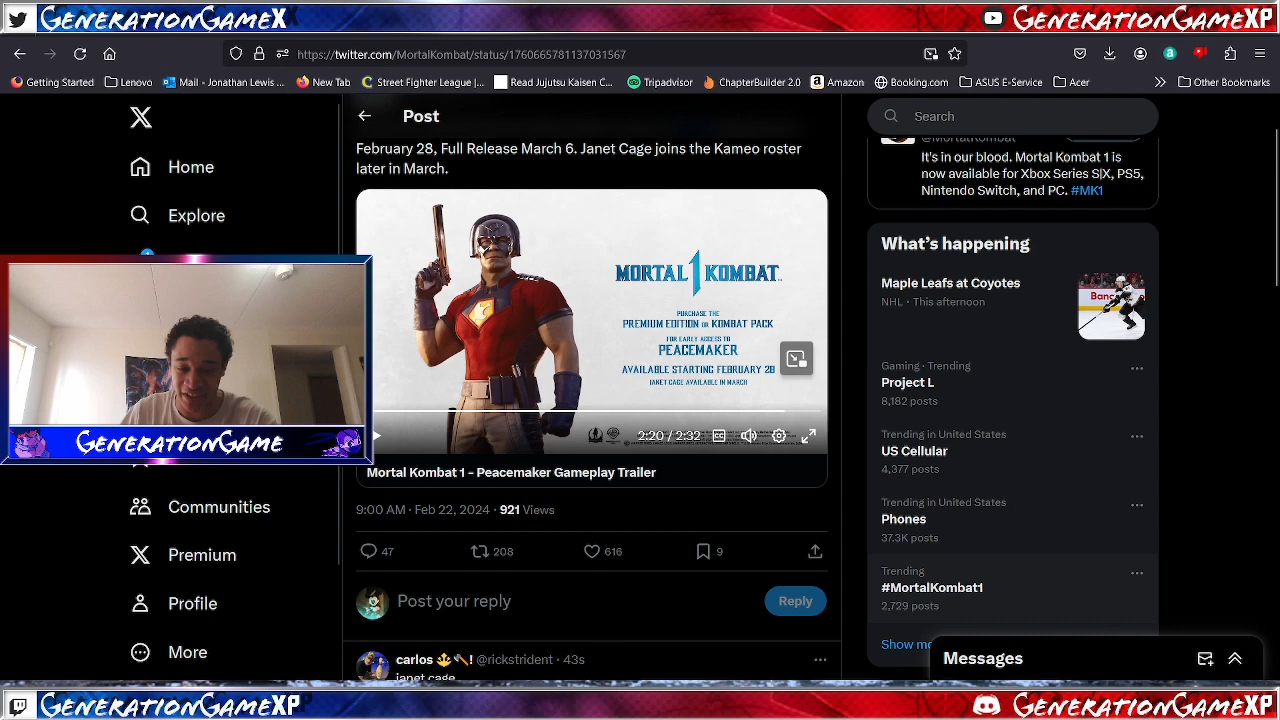 GENERATIONGAMEX
GENERATIONGAMEXP
https://twitter.com/MortalKombat/status/1760665781137031567
Getting Started
Lenovo
Mail - Jonathan Lewis ...
New Tab
Street Fighter League |...
Read Jujutsu Kaisen C...
Tripadvisor
ChapterBuilder 2.0
Amazon
Booking.com
ASUS E-Service
Acer
Other Bookmarks
Home
Explore
Communities
Premium
Profile
More
GENERATIONGAME
Post
February 28, Full Release March 6. Janet Cage joins the Kameo roster
later in March.
MORTAL 1 KOMBAT
PURCHASE THE
PREMIUM EDITION OR KOMBAT PACK
FOR EARLY ACCESS TO
PEACEMAKER
AVAILABLE STARTING FEBRUARY 28
JANET CAGE AVAILABLE IN MARCH
2:20 / 2:32
Mortal Kombat 1 - Peacemaker Gameplay Trailer
9:00 AM · Feb 22, 2024 · 921 Views
47
208
616
9
Post your reply
Reply
carlos @rickstrident · 43s
janet cage
Search
@MortalKombat
It's in our blood. Mortal Kombat 1 is
now available for Xbox Series S|X, PS5,
Nintendo Switch, and PC. #MK1
What's happening
Maple Leafs at Coyotes
NHL · This afternoon
Gaming · Trending
Project L
8,182 posts
Trending in United States
US Cellular
4,377 posts
Trending in United States
Phones
37.3K posts
Trending
#MortalKombat1
2,729 posts
Show mo
Messages
GENERATIONGAMEXP
GENERATIONGAMEXP